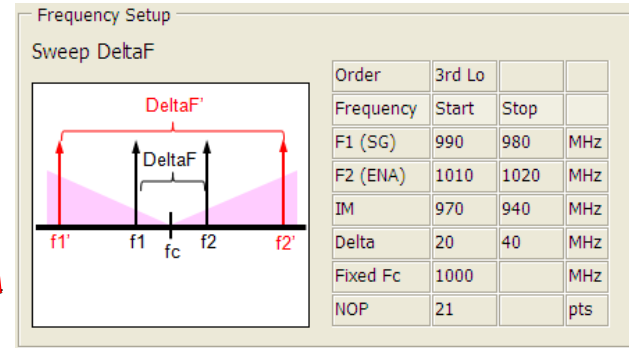 Frequency Setup
Sweep DeltaF
DeltaF'
DeltaF
f1' f1 fc f2 f2'
Order 3rd Lo
Frequency Start Stop
F1 (SG) 990 980 MHz
F2 (ENA) 1010 1020 MHz
IM 970 940 MHz
Delta 20 40 MHz
Fixed Fc 1000 MHz
NOP 21 pts